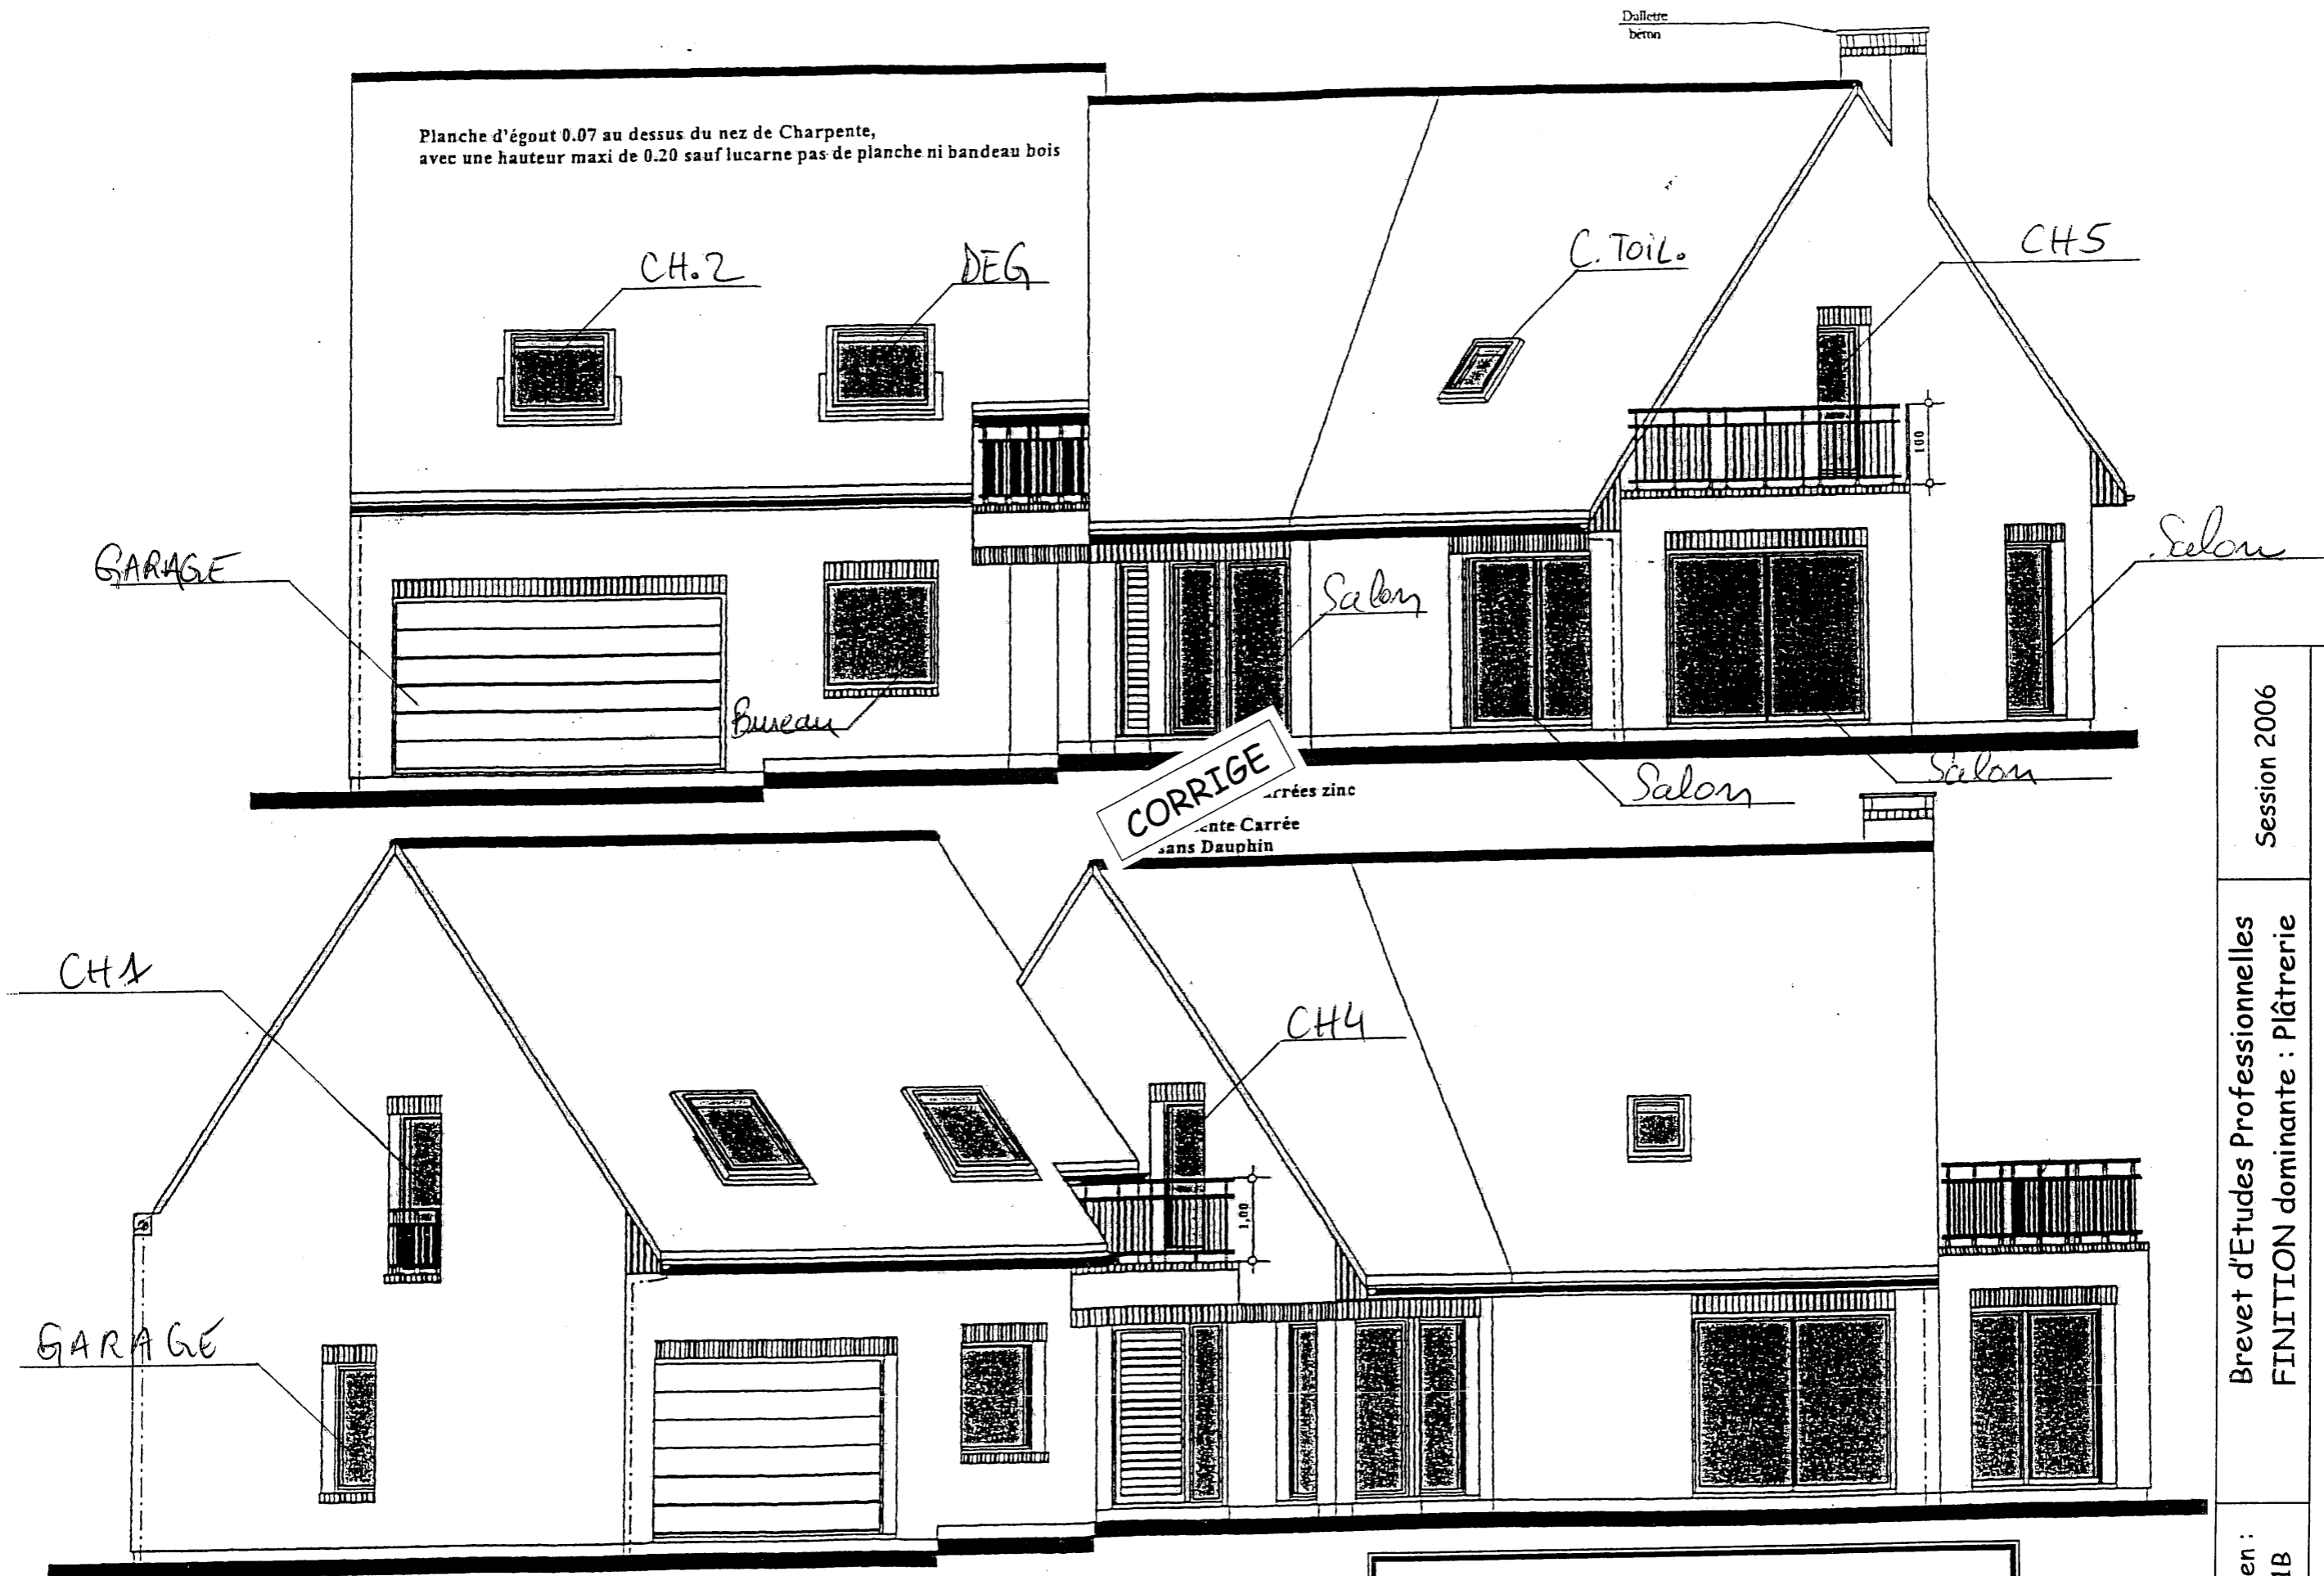 Dallette
béton
Planche d'égout 0.07 au dessus du nez de Charpente,
avec une hauteur maxi de 0.20 sauf lucarne pas de planche ni bandeau bois
CH.2
DEG
C. TOIL.
CH5
100
GARAGE
Bureau
Salon
Salon
Salon
Salon
CORRIGE
arrées zinc
ente Carrée
sans Dauphin
CH1
CH4
1,00
GARAGE
Session 2006
Brevet d'Etudes Professionnelles
FINITION dominante : Plâtrerie
en :
1B